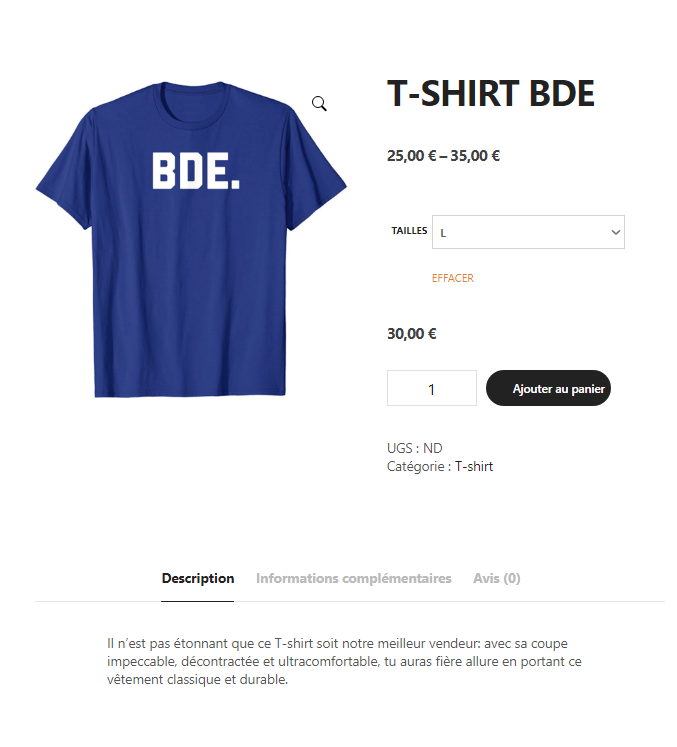 BDE.
T-SHIRT BDE
25,00 € – 35,00 €
TAILLES
L
EFFACER
30,00 €
1
Ajouter au panier
UGS : ND
Catégorie : T-shirt
Description
Informations complémentaires
Avis (0)
Il n’est pas étonnant que ce T-shirt soit notre meilleur vendeur: avec sa coupe
impeccable, décontractée et ultracomfortable, tu auras fière allure en portant ce
vêtement classique et durable.